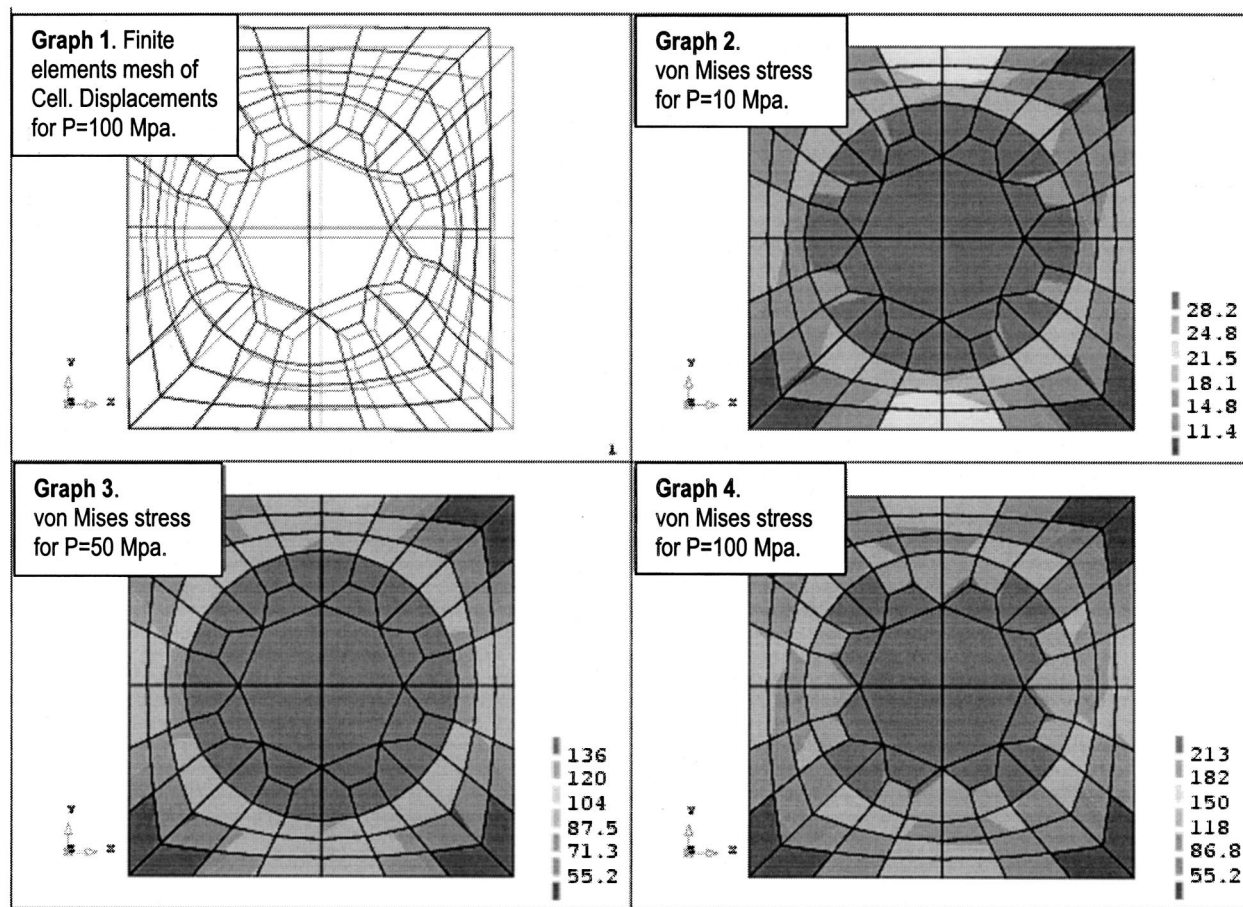 Graph 1. Finite
elements mesh of
Cell. Displacements
for P=100 Mpa.
Y
X
1
Graph 2.
von Mises stress
for P=10 Mpa.
28.2
24.8
21.5
18.1
14.8
11.4
Y
X
Graph 3.
von Mises stress
for P=50 Mpa.
136
120
104
87.5
71.3
55.2
Y
X
Graph 4.
von Mises stress
for P=100 Mpa.
213
182
150
118
86.8
55.2
Y
X